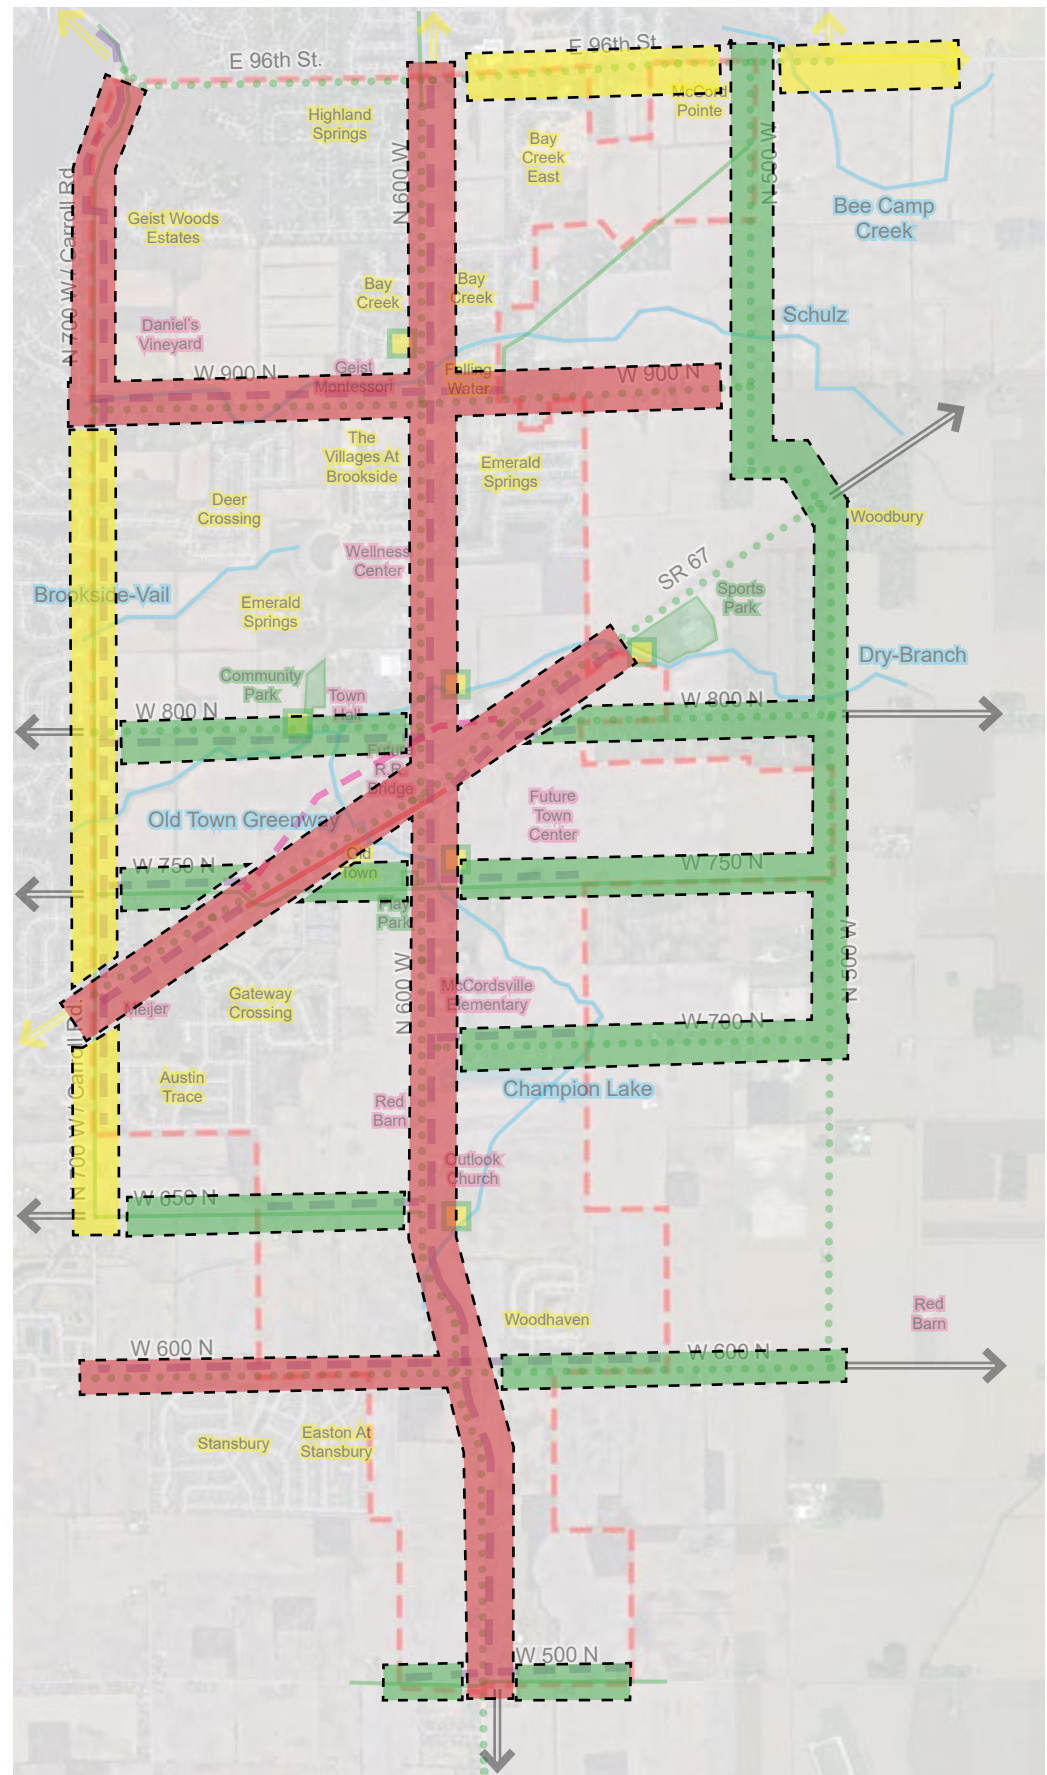 E 96th St.
E 96th St.
McCord
Pointe
Highland
Springs
Bay
Creek
East
N 600 W
N 500 W
N 700 W / Carroll Rd.
Geist Woods
Estates
Bee Camp
Creek
Bay
Creek
Bay
Creek
Schulz
Daniel's
Vineyard
W 900 N
Geist
Montessori
Falling
Water
W 900 N
The
Villages At
Brookside
Emerald
Springs
Deer
Crossing
Woodbury
Wellness
Center
SR 67
Brookside-Vail
Emerald
Springs
Sports
Park
Dry-Branch
Community
Park
Town
Hall
W 800 N
W 800 N
Future
R.R.
Bridge
Old Town Greenway
Future
Town
Center
W 750 N
Old
Town
W 750 N
Play
Park
N 600 W
N 500 W
McCordsville
Elementary
Meijer
Gateway
Crossing
W 700 N
N 700 W / Carroll Rd.
Austin
Trace
Champion Lake
Red
Barn
Outlook
Church
W 650 N
Woodhaven
Red
Barn
W 600 N
W 600 N
Stansbury
Easton At
Stansbury
W 500 N